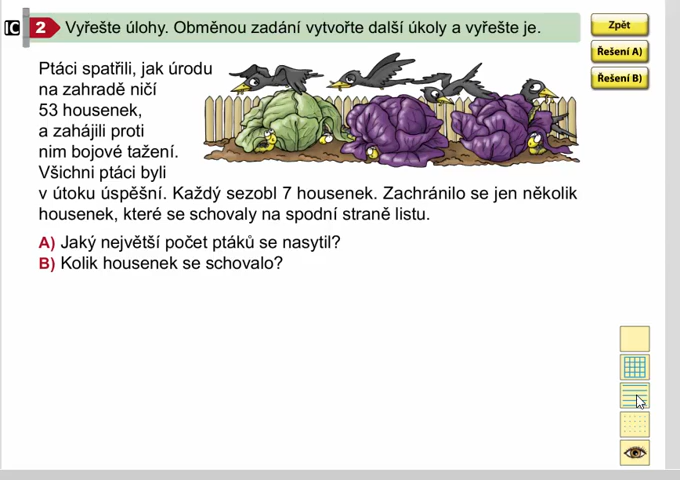 IC 2 Vyřešte úlohy. Obměnou zadání vytvořte další úkoly a vyřešte je.
Zpět
Řešení A)
Řešení B)
Ptáci spatřili, jak úrodu
na zahradě ničí
53 housenek,
a zahájili proti
nim bojové tažení.
Všichni ptáci byli
v útoku úspěšní. Každý sezobl 7 housenek. Zachránilo se jen několik
housenek, které se schovaly na spodní straně listu.
A) Jaký největší počet ptáků se nasytil?
B) Kolik housenek se schovalo?